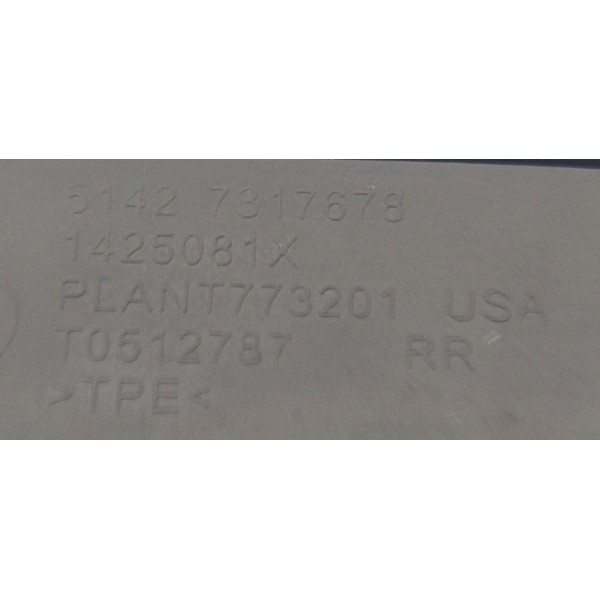 5142 7317678
1425081X
PLANT773201 USA
T0512787 RR
>TPE<